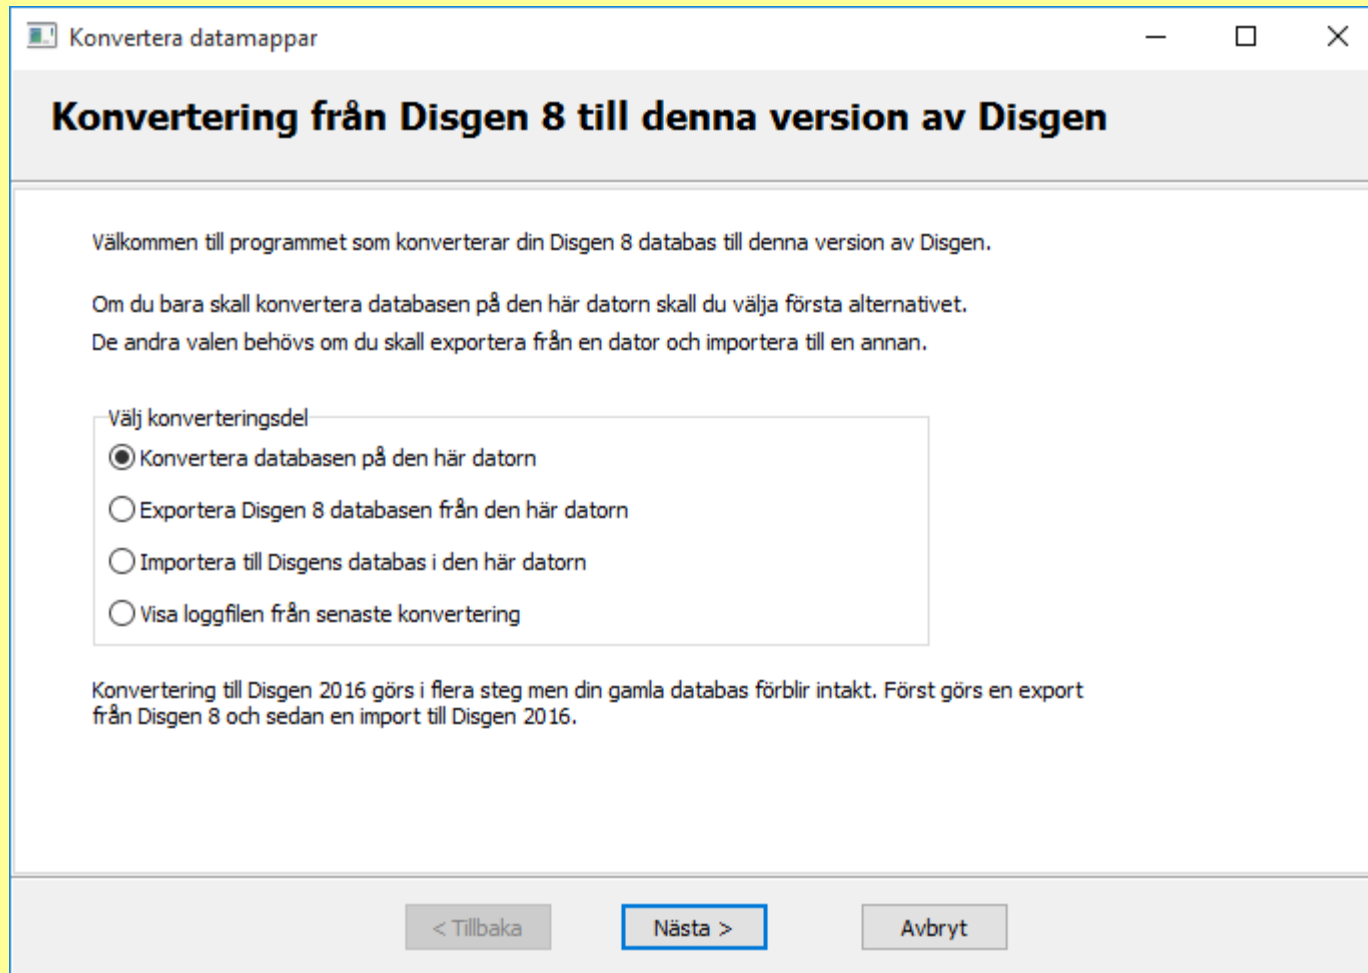 Konvertera datamappar
Konvertering från Disgen 8 till denna version av Disgen
Välkommen till programmet som konverterar din Disgen 8 databas till denna version av Disgen.
Om du bara skall konvertera databasen på den här datorn skall du välja första alternativet.
De andra valen behövs om du skall exportera från en dator och importera till en annan.
Välj konverteringsdel
Konvertera databasen på den här datorn
Exportera Disgen 8 databasen från den här datorn
Importera till Disgens databas i den här datorn
Visa loggfilen från senaste konvertering
Konvertering till Disgen 2016 görs i flera steg men din gamla databas förblir intakt. Först görs en export
från Disgen 8 och sedan en import till Disgen 2016.
< Tillbaka
Nästa >
Avbryt